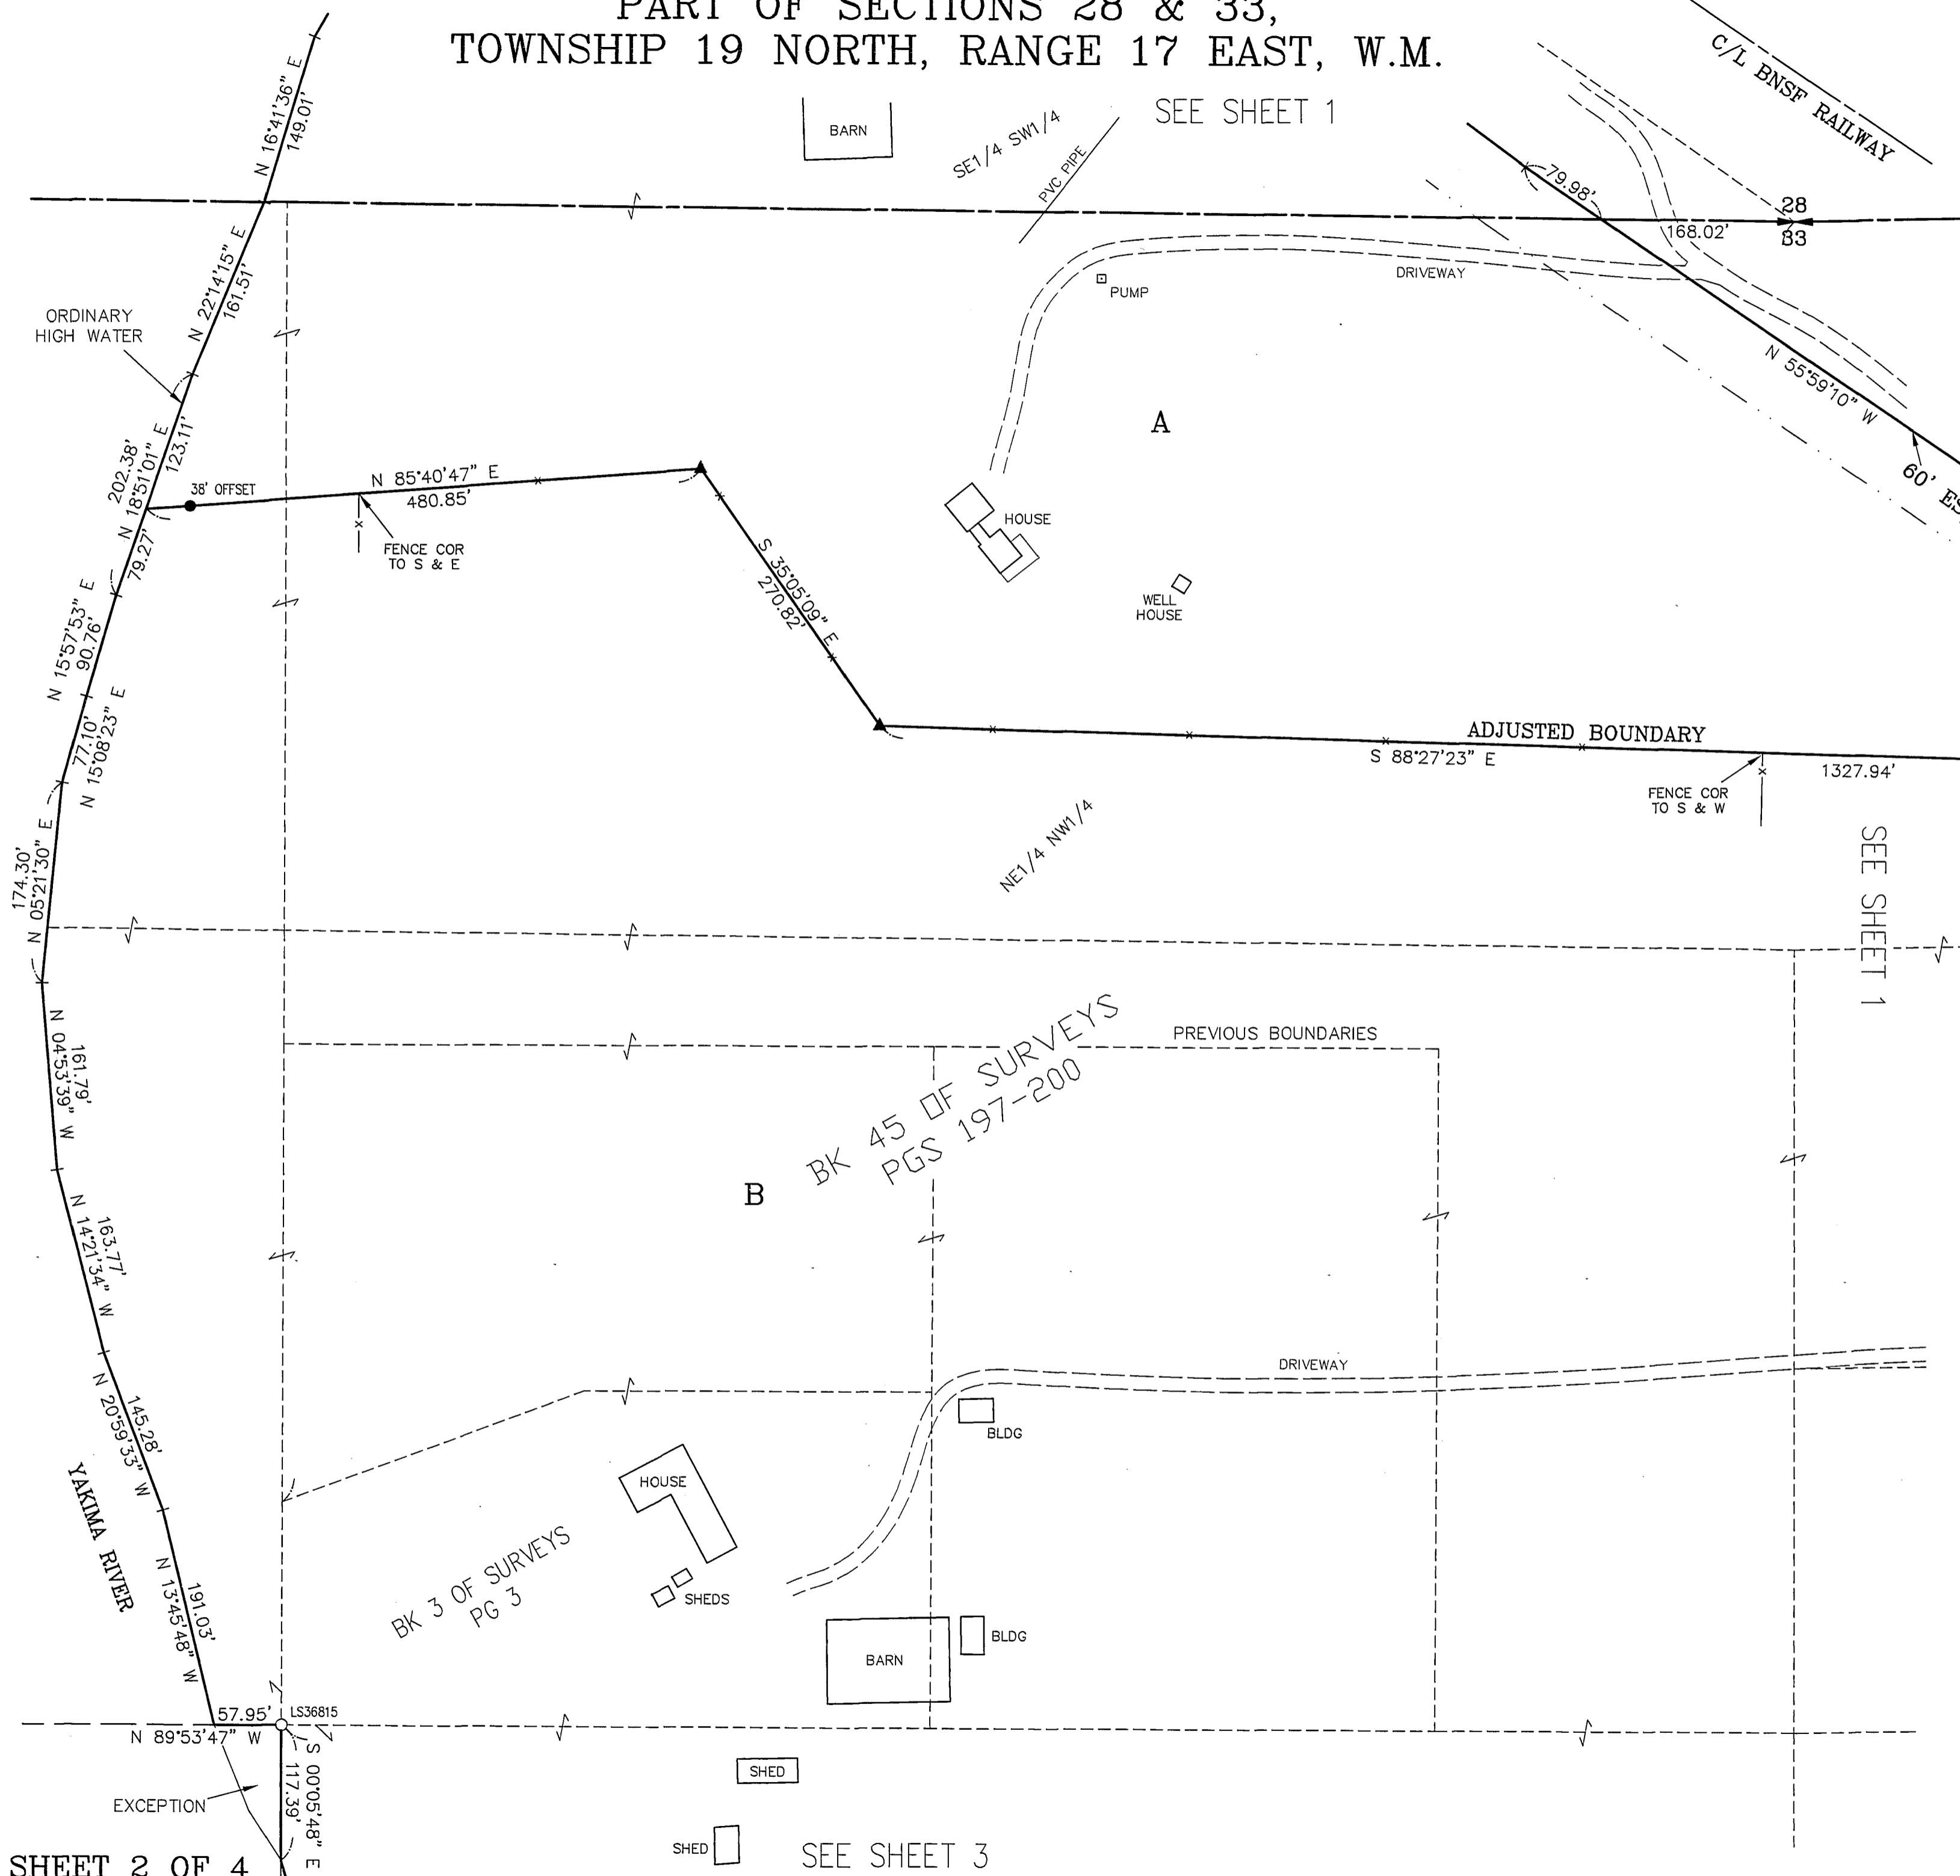 PART OF SECTIONS 28 & 33,
TOWNSHIP 19 NORTH, RANGE 17 EAST, W.M.
SEE SHEET 1
C/L BNSF RAILWAY
BARN
SE1/4 SW1/4
PVC PIPE
N 16°41'36" E
149.01'
79.98'
28
168.02'
33
N 22°14'15" E
161.51'
DRIVEWAY
PUMP
ORDINARY
HIGH WATER
N 55°59'10" W
60'
A
202.38'
N 18°51'01" E
123.11'
79.27'
38' OFFSET
N 85°40'47" E
480.85'
FENCE COR
TO S & E
HOUSE
S 35°05'09" E
270.82'
WELL
HOUSE
N 15°57'53" E
90.76'
77.10'
N 15°08'23" E
ADJUSTED BOUNDARY
S 88°27'23" E
1327.94'
FENCE COR
TO S & W
NE1/4 NW1/4
SEE SHEET 1
174.30'
N 05°21'30" E
161.79'
N 04°53'39" W
PREVIOUS BOUNDARIES
BK 45 OF SURVEYS
PGS 197-200
B
163.77'
N 14°21'34" W
DRIVEWAY
145.28'
N 20°59'33" W
BLDG
HOUSE
YAKIMA RIVER
BK 3 OF SURVEYS
PG 3
SHEDS
191.03'
N 13°45'48" W
BLDG
BARN
57.95'
LS36815
N 89°53'47" W
S 00°05'48" E
117.39'
EXCEPTION
SHED
SHED
SEE SHEET 3
SHEET 2 OF 4